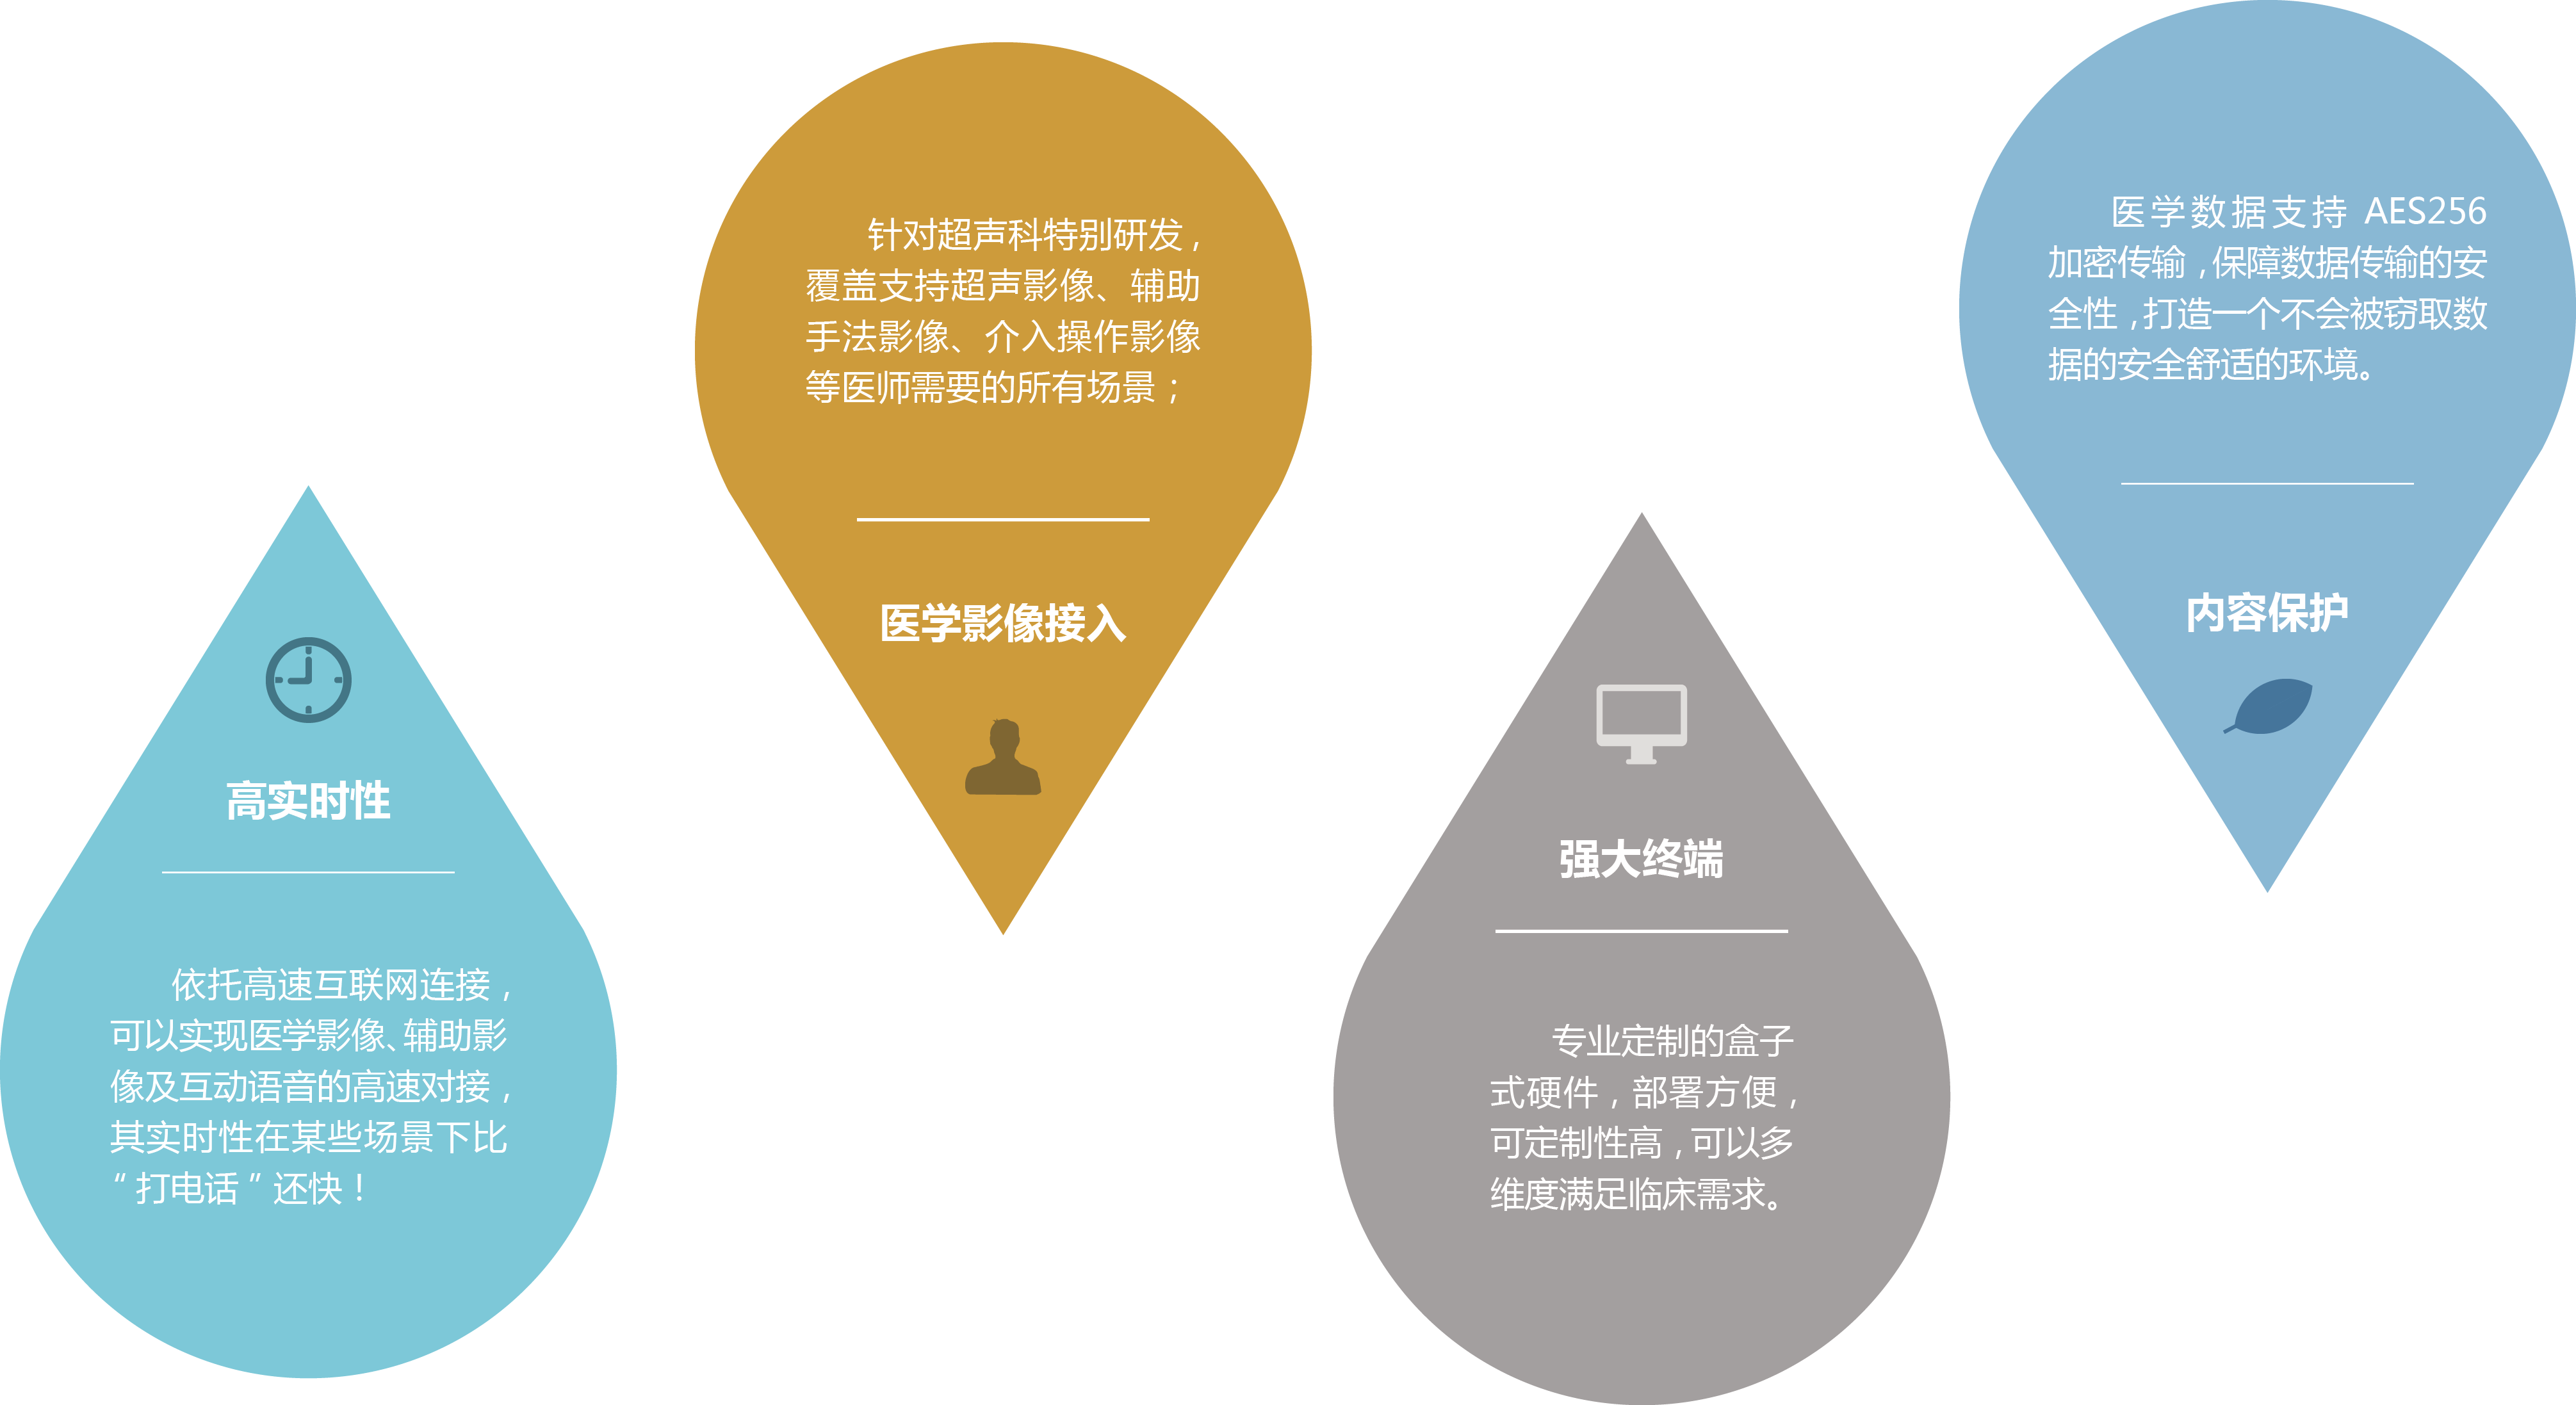 高实时性
依托高速互联网连接，
可以实现医学影像、辅助影
像及互动语音的高速对接，
其实时性在某些场景下比
“打电话”还快！
针对超声科特别研发，
覆盖支持超声影像、辅助
手法影像、介入操作影像
等医师需要的所有场景；
医学影像接入
强大终端
专业定制的盒子
式硬件，部署方便，
可定制性高，可以多
维度满足临床需求。
医学数据支持 AES256
加密传输，保障数据传输的安
全性，打造一个不会被窃取数
据的安全舒适的环境。
内容保护